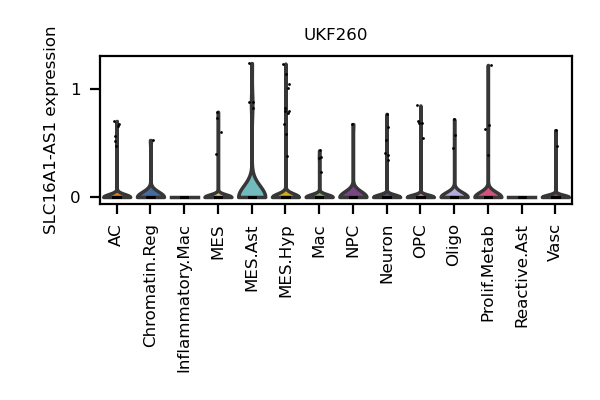 UKF260
SLC16A1-AS1 expression
1
0
AC
Chromatin.Reg
Inflammatory.Mac
MES
MES.Ast
MES.Hyp
Mac
NPC
Neuron
OPC
Oligo
Prolif.Metab
Reactive.Ast
Vasc